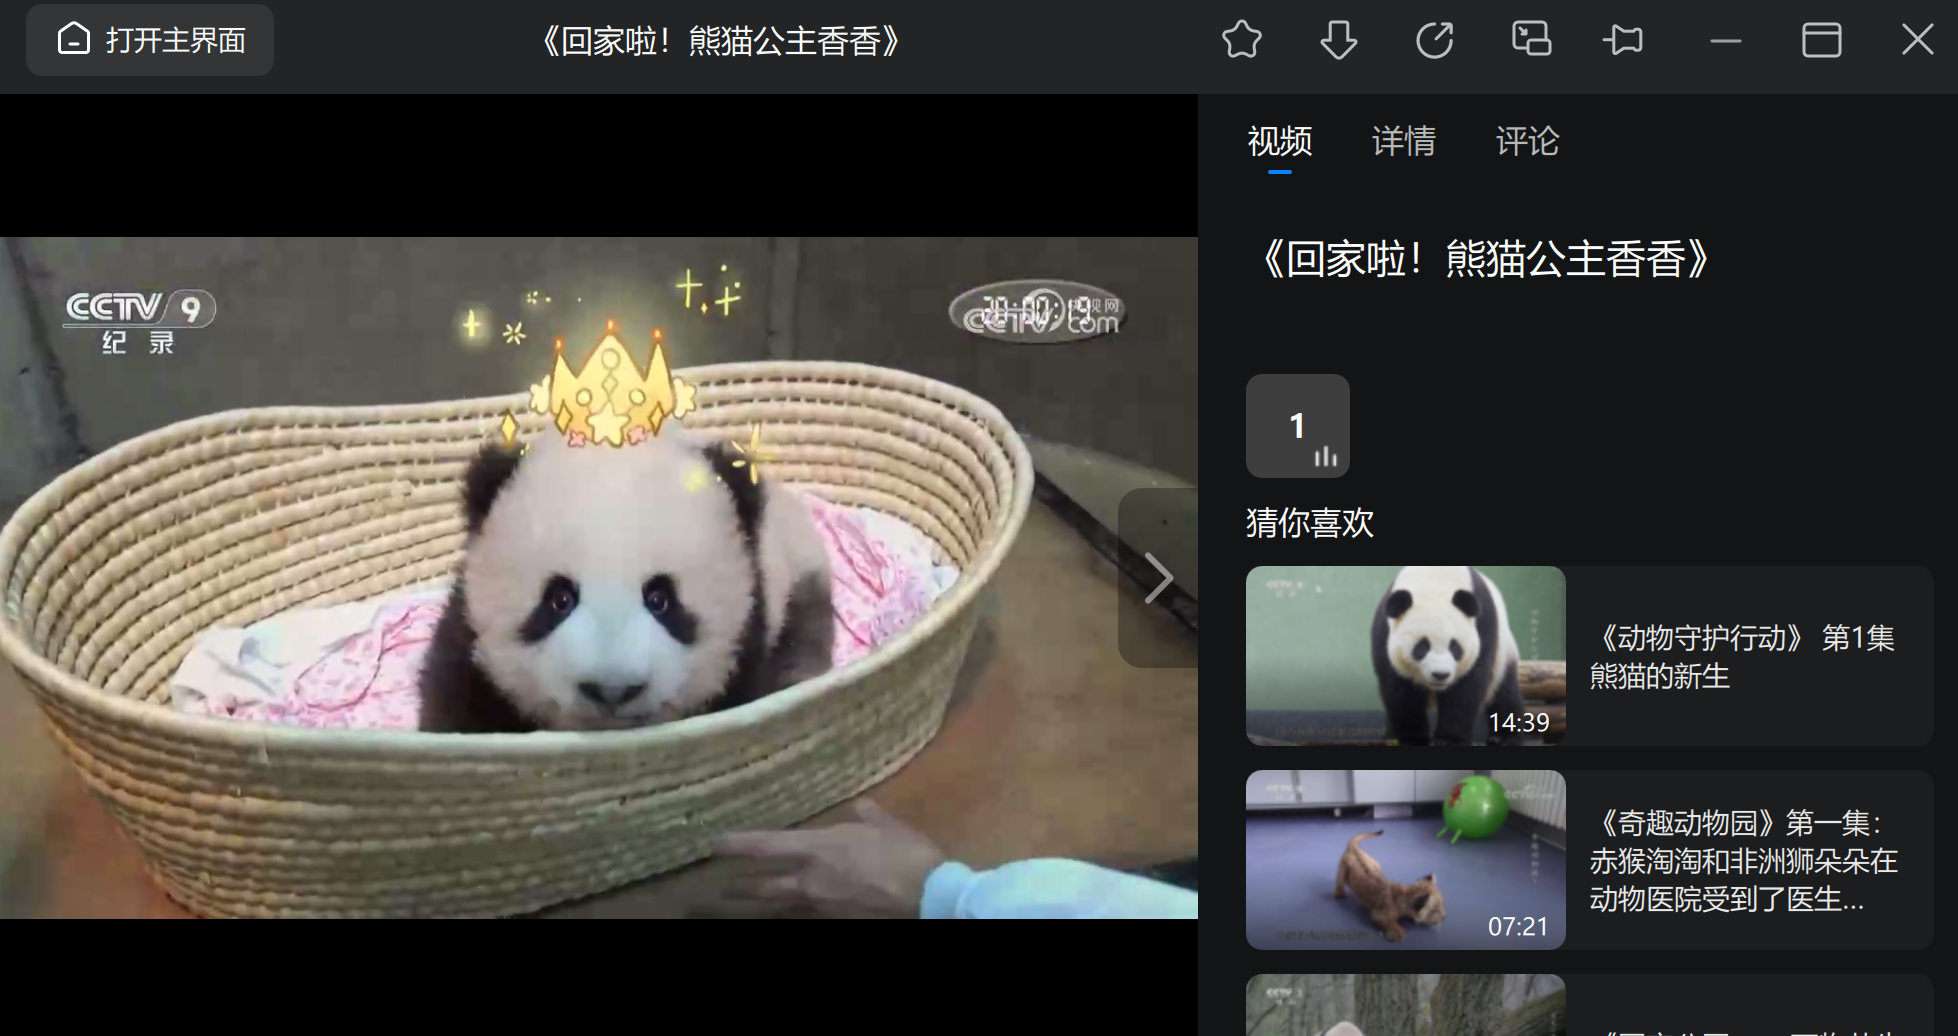 打开主界面
《回家啦！熊猫公主香香》
视频 详情 评论
《回家啦！熊猫公主香香》
CCTV 9
纪 录
20:00:19
央视网
CCTV com
1
猜你喜欢
《动物守护行动》 第1集
熊猫的新生
14:39
《奇趣动物园》第一集：
赤猴淘淘和非洲狮朵朵在
动物医院受到了医生...
07:21